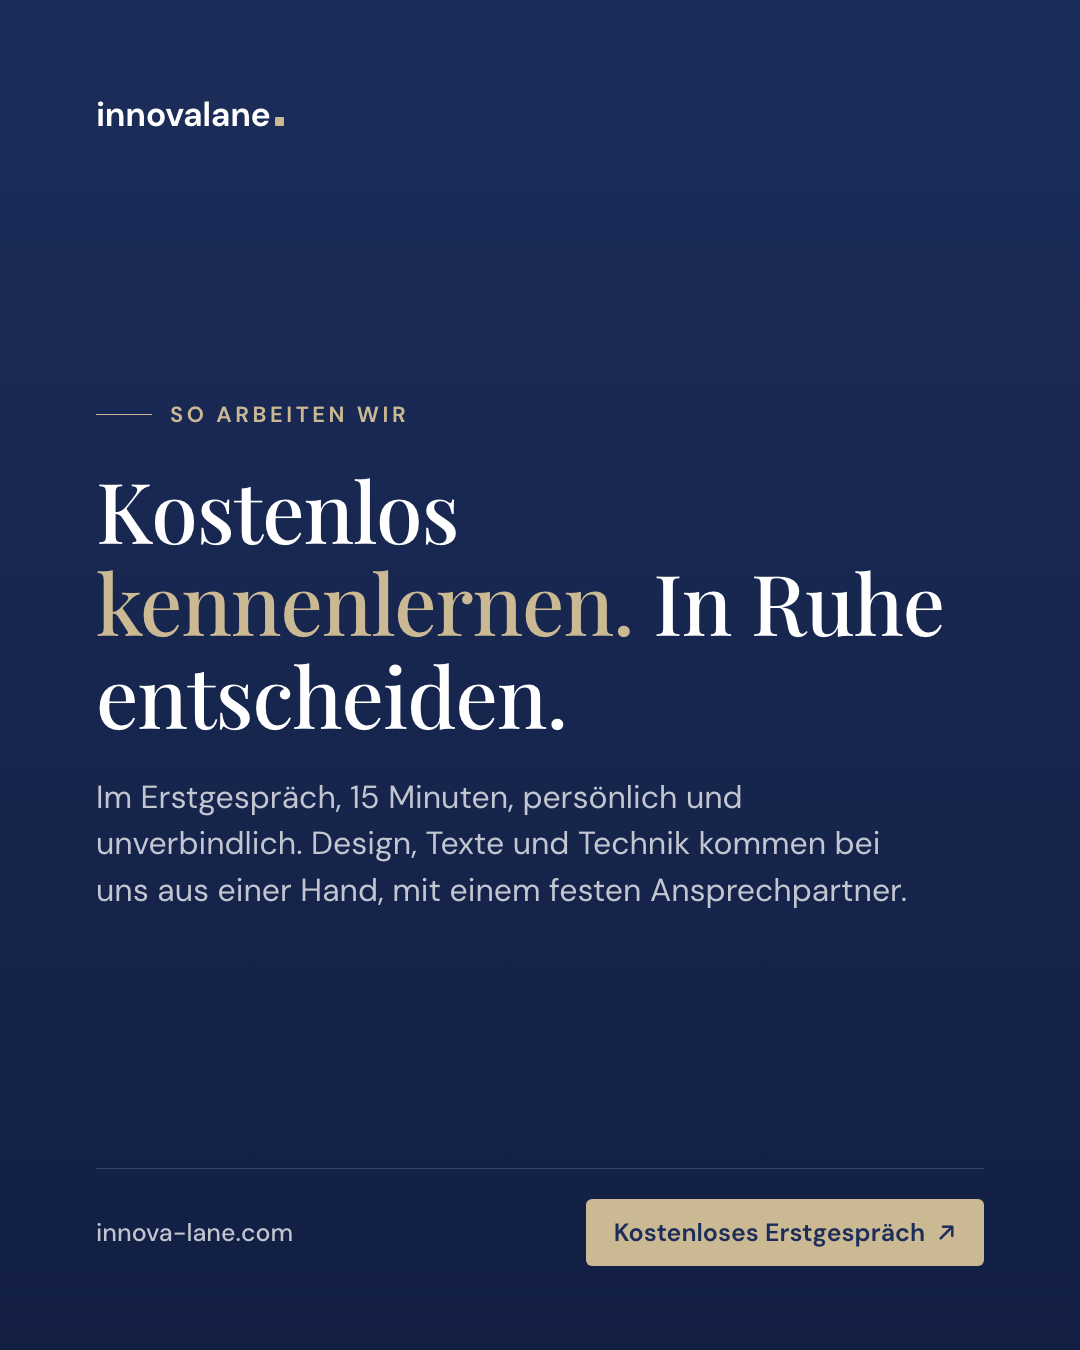 innovalane.
SO ARBEITEN WIR
Kostenlos
kennenlernen. In Ruhe
entscheiden.
Im Erstgespräch, 15 Minuten, persönlich und
unverbindlich. Design, Texte und Technik kommen bei
uns aus einer Hand, mit einem festen Ansprechpartner.
innova-lane.com
Kostenloses Erstgespräch ↗